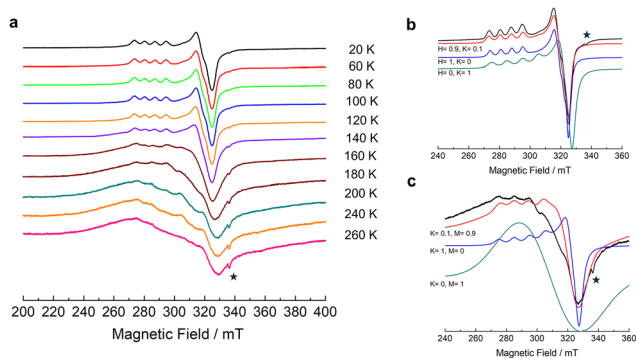 a
20 K
60 K
80 K
100 K
120 K
140 K
160 K
180 K
200 K
240 K
260 K
200 220 240 260 280 300 320 340 360 380 400
Magnetic Field / mT
b
H= 0.9, K= 0.1
H= 1, K= 0
H= 0, K= 1
240 260 280 300 320 340 360
Magnetic Field / mT
c
K= 0.1, M= 0.9
K= 1, M= 0
K= 0, M= 1
240 260 280 300 320 340 360
Magnetic Field / mT